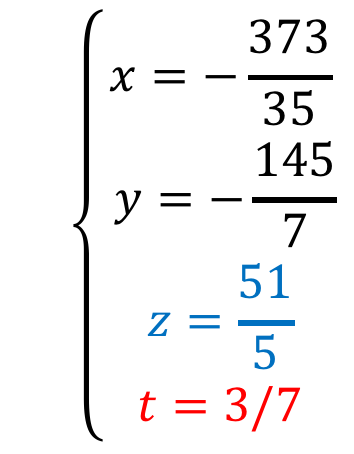 x = − 373/35
y = − 145/7
z = 51/5
t = 3/7